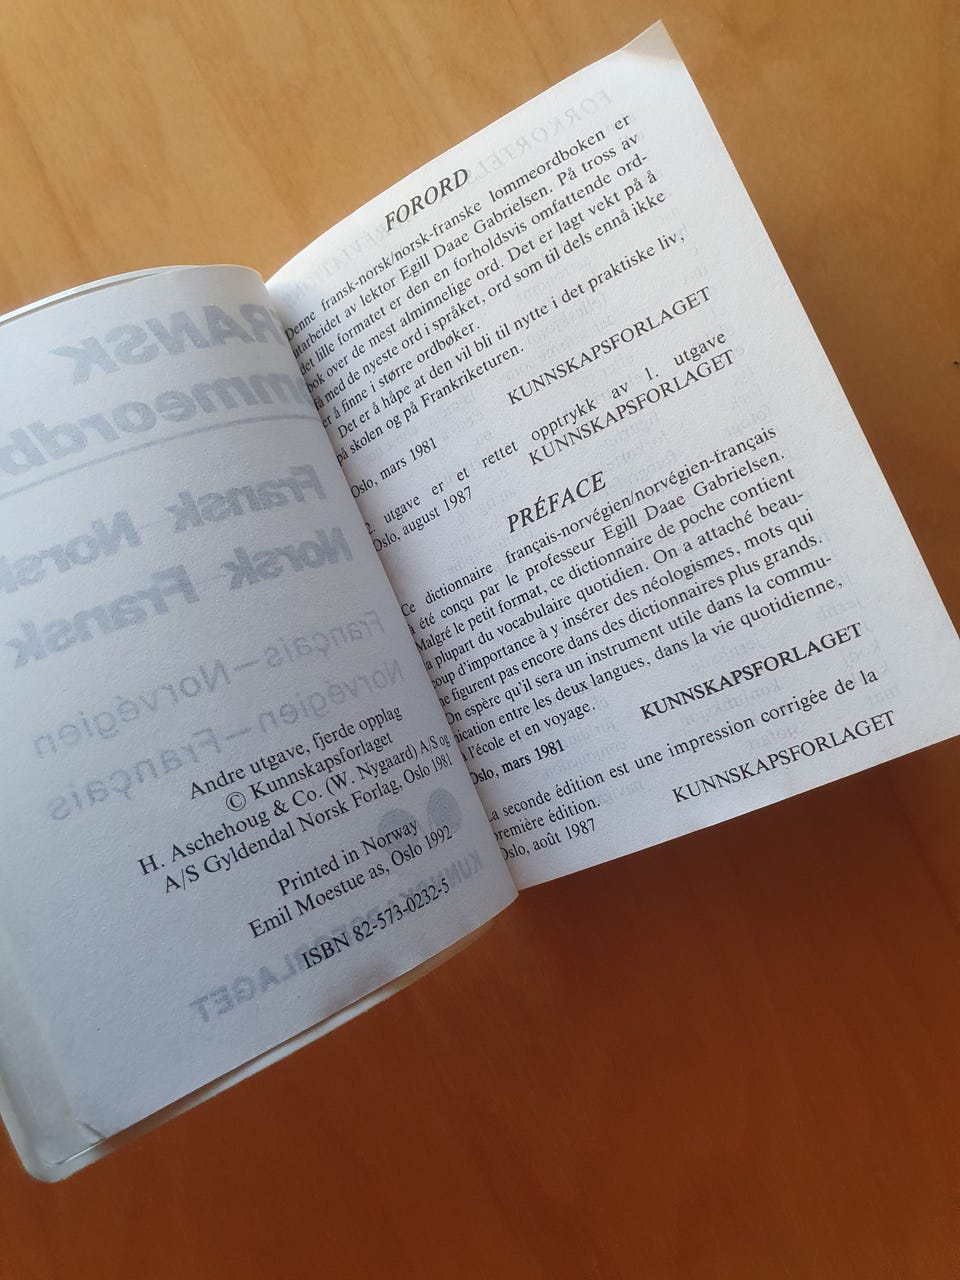 Andre utgave, fjerde opplag
© Kunnskapsforlaget
H. Aschehoug & Co. (W. Nygaard) A/S og
A/S Gyldendal Norsk Forlag, Oslo 1981
Printed in Norway
Emil Moestue as, Oslo 1992
ISBN 82-573-0232-5
FRANSK
Fransk Norsk
Norsk Fransk
Français–Norvégien
Norvégien–Français
KUNNSKAPSFORLAGET
FORORD
Denne fransk-norsk/norsk-franske lommeordboken er
utarbeidet av lektor Egill Daae Gabrielsen. På tross av
det lille formatet er den en forholdsvis omfattende ord-
bok over de mest alminnelige ord. Det er lagt vekt på å
få med de nyeste ord i språket, ord som til dels ennå ikke
er å finne i større ordbøker.
Det er å håpe at den vil bli til nytte i det praktiske liv,
på skolen og på Frankriketuren.
Oslo, mars 1981
KUNNSKAPSFORLAGET
2. utgave er et rettet opptrykk av 1. utgave
Oslo, august 1987
KUNNSKAPSFORLAGET
PRÉFACE
Ce dictionnaire français-norvégien/norvégien-français
a été conçu par le professeur Egill Daae Gabrielsen.
Malgré le petit format, ce dictionnaire de poche contient
la plupart du vocabulaire quotidien. On a attaché beau-
coup d'importance à y insérer des néologismes, mots qui
ne figurent pas encore dans des dictionnaires plus grands.
On espère qu'il sera un instrument utile dans la commu-
nication entre les deux langues, dans la vie quotidienne,
à l'école et en voyage.
Oslo, mars 1981
KUNNSKAPSFORLAGET
La seconde édition est une impression corrigée de la
première édition.
Oslo, août 1987
KUNNSKAPSFORLAGET